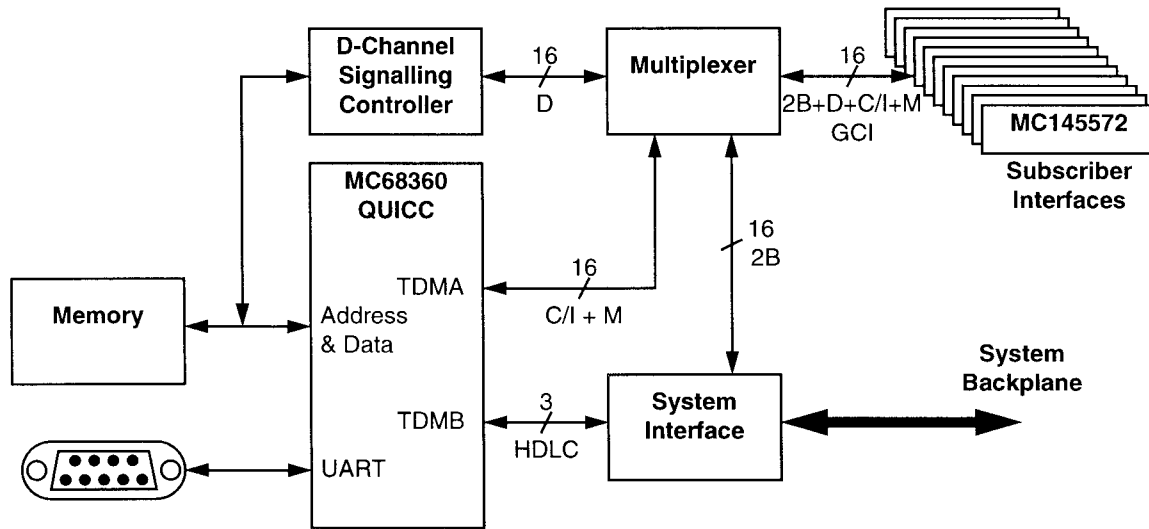 D-Channel
Signalling
Controller
16
D
Multiplexer
16
2B+D+C/I+M
GCI
MC145572
Subscriber
Interfaces
MC68360
QUICC
16
2B
TDMA
16
C/I + M
Memory
Address
& Data
System
Backplane
TDMB
3
HDLC
System
Interface
UART